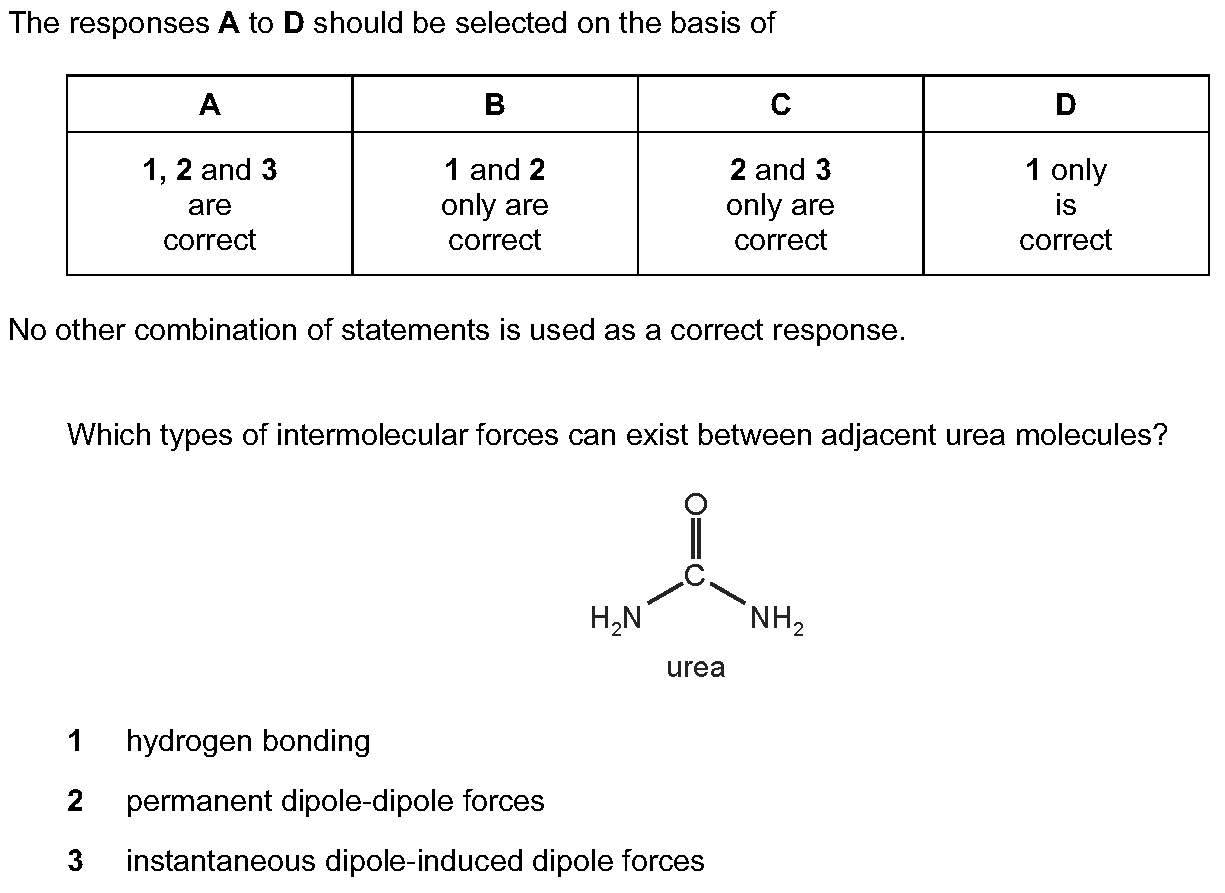 The responses A to D should be selected on the basis of
A B C D
1, 2 and 3 1 and 2 2 and 3 1 only
are only are only are is
correct correct correct correct
No other combination of statements is used as a correct response.
Which types of intermolecular forces can exist between adjacent urea molecules?
O
C
H₂N NH₂
urea
1 hydrogen bonding
2 permanent dipole-dipole forces
3 instantaneous dipole-induced dipole forces